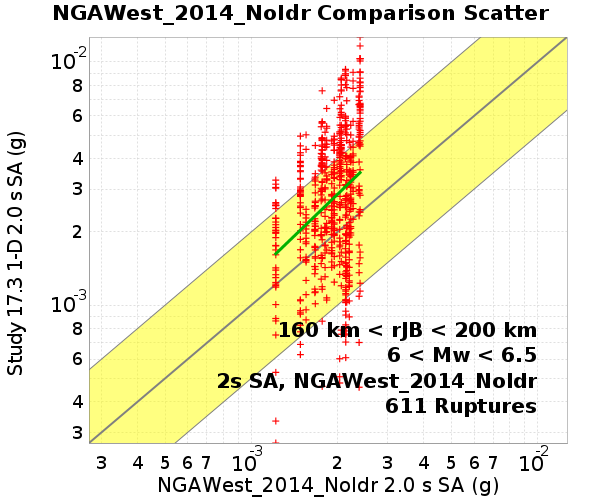 NGAWest_2014_NoIdr Comparison Scatter
Study 17.3 1-D 2.0 s SA (g)
10^-2
8
6
4
3
2
10^-3
8
6
4
3
160 km < rJB < 200 km
6 < Mw < 6.5
2s SA, NGAWest_2014_NoIdr
611 Ruptures
3 4 5 6 7 10^-3 2 3 4 5 6 7 10^-2
NGAWest_2014_NoIdr 2.0 s SA (g)